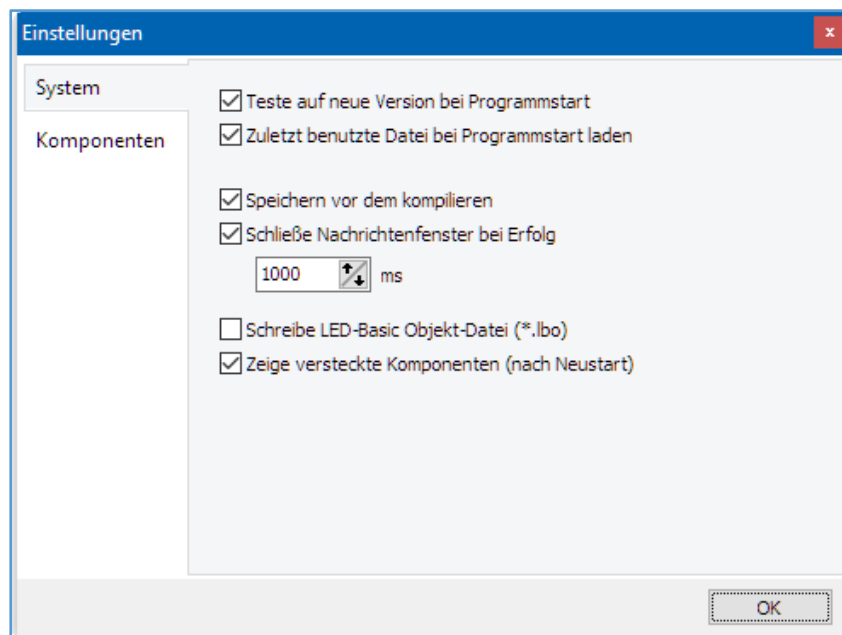 Einstellungen
x
System
Komponenten
Teste auf neue Version bei Programmstart
Zuletzt benutzte Datei bei Programmstart laden
Speichern vor dem kompilieren
Schließe Nachrichtenfenster bei Erfolg
1000 ms
Schreibe LED-Basic Objekt-Datei (*.lbo)
Zeige versteckte Komponenten (nach Neustart)
OK